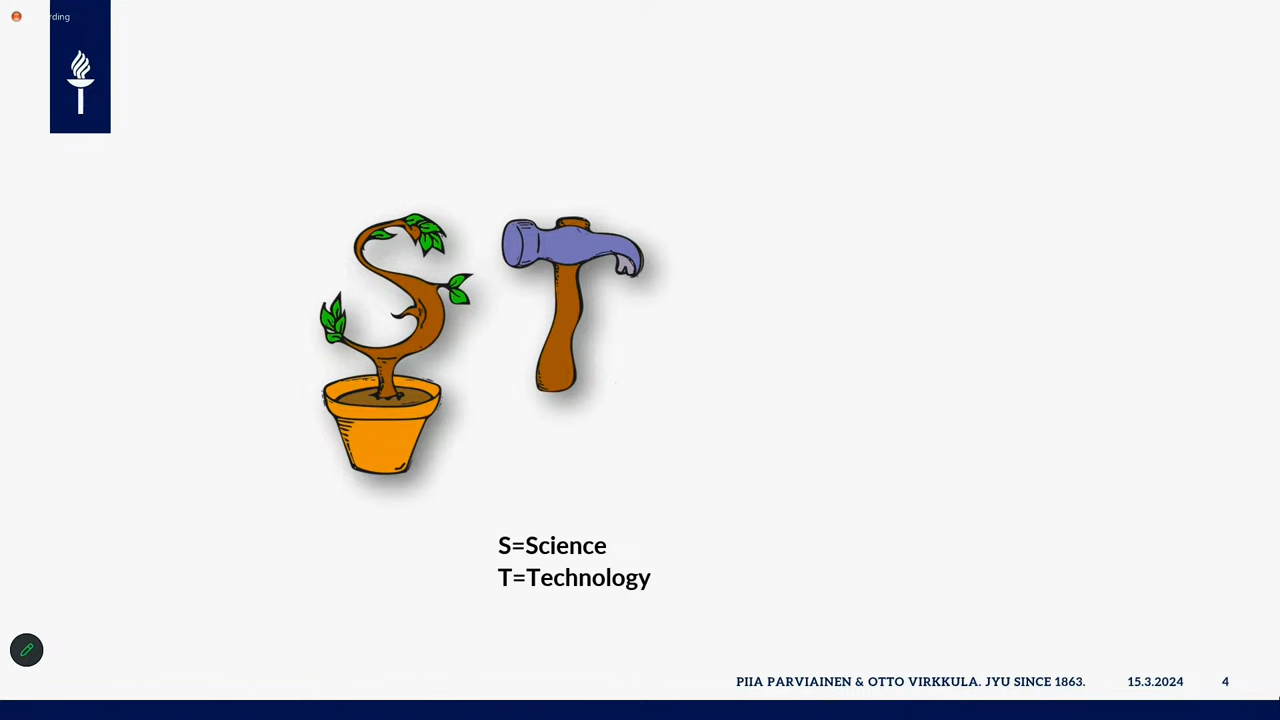 S T
S=Science
T=Technology
PIIA PARVIAINEN & OTTO VIRKKULA. JYU SINCE 1863. 15.3.2024 4